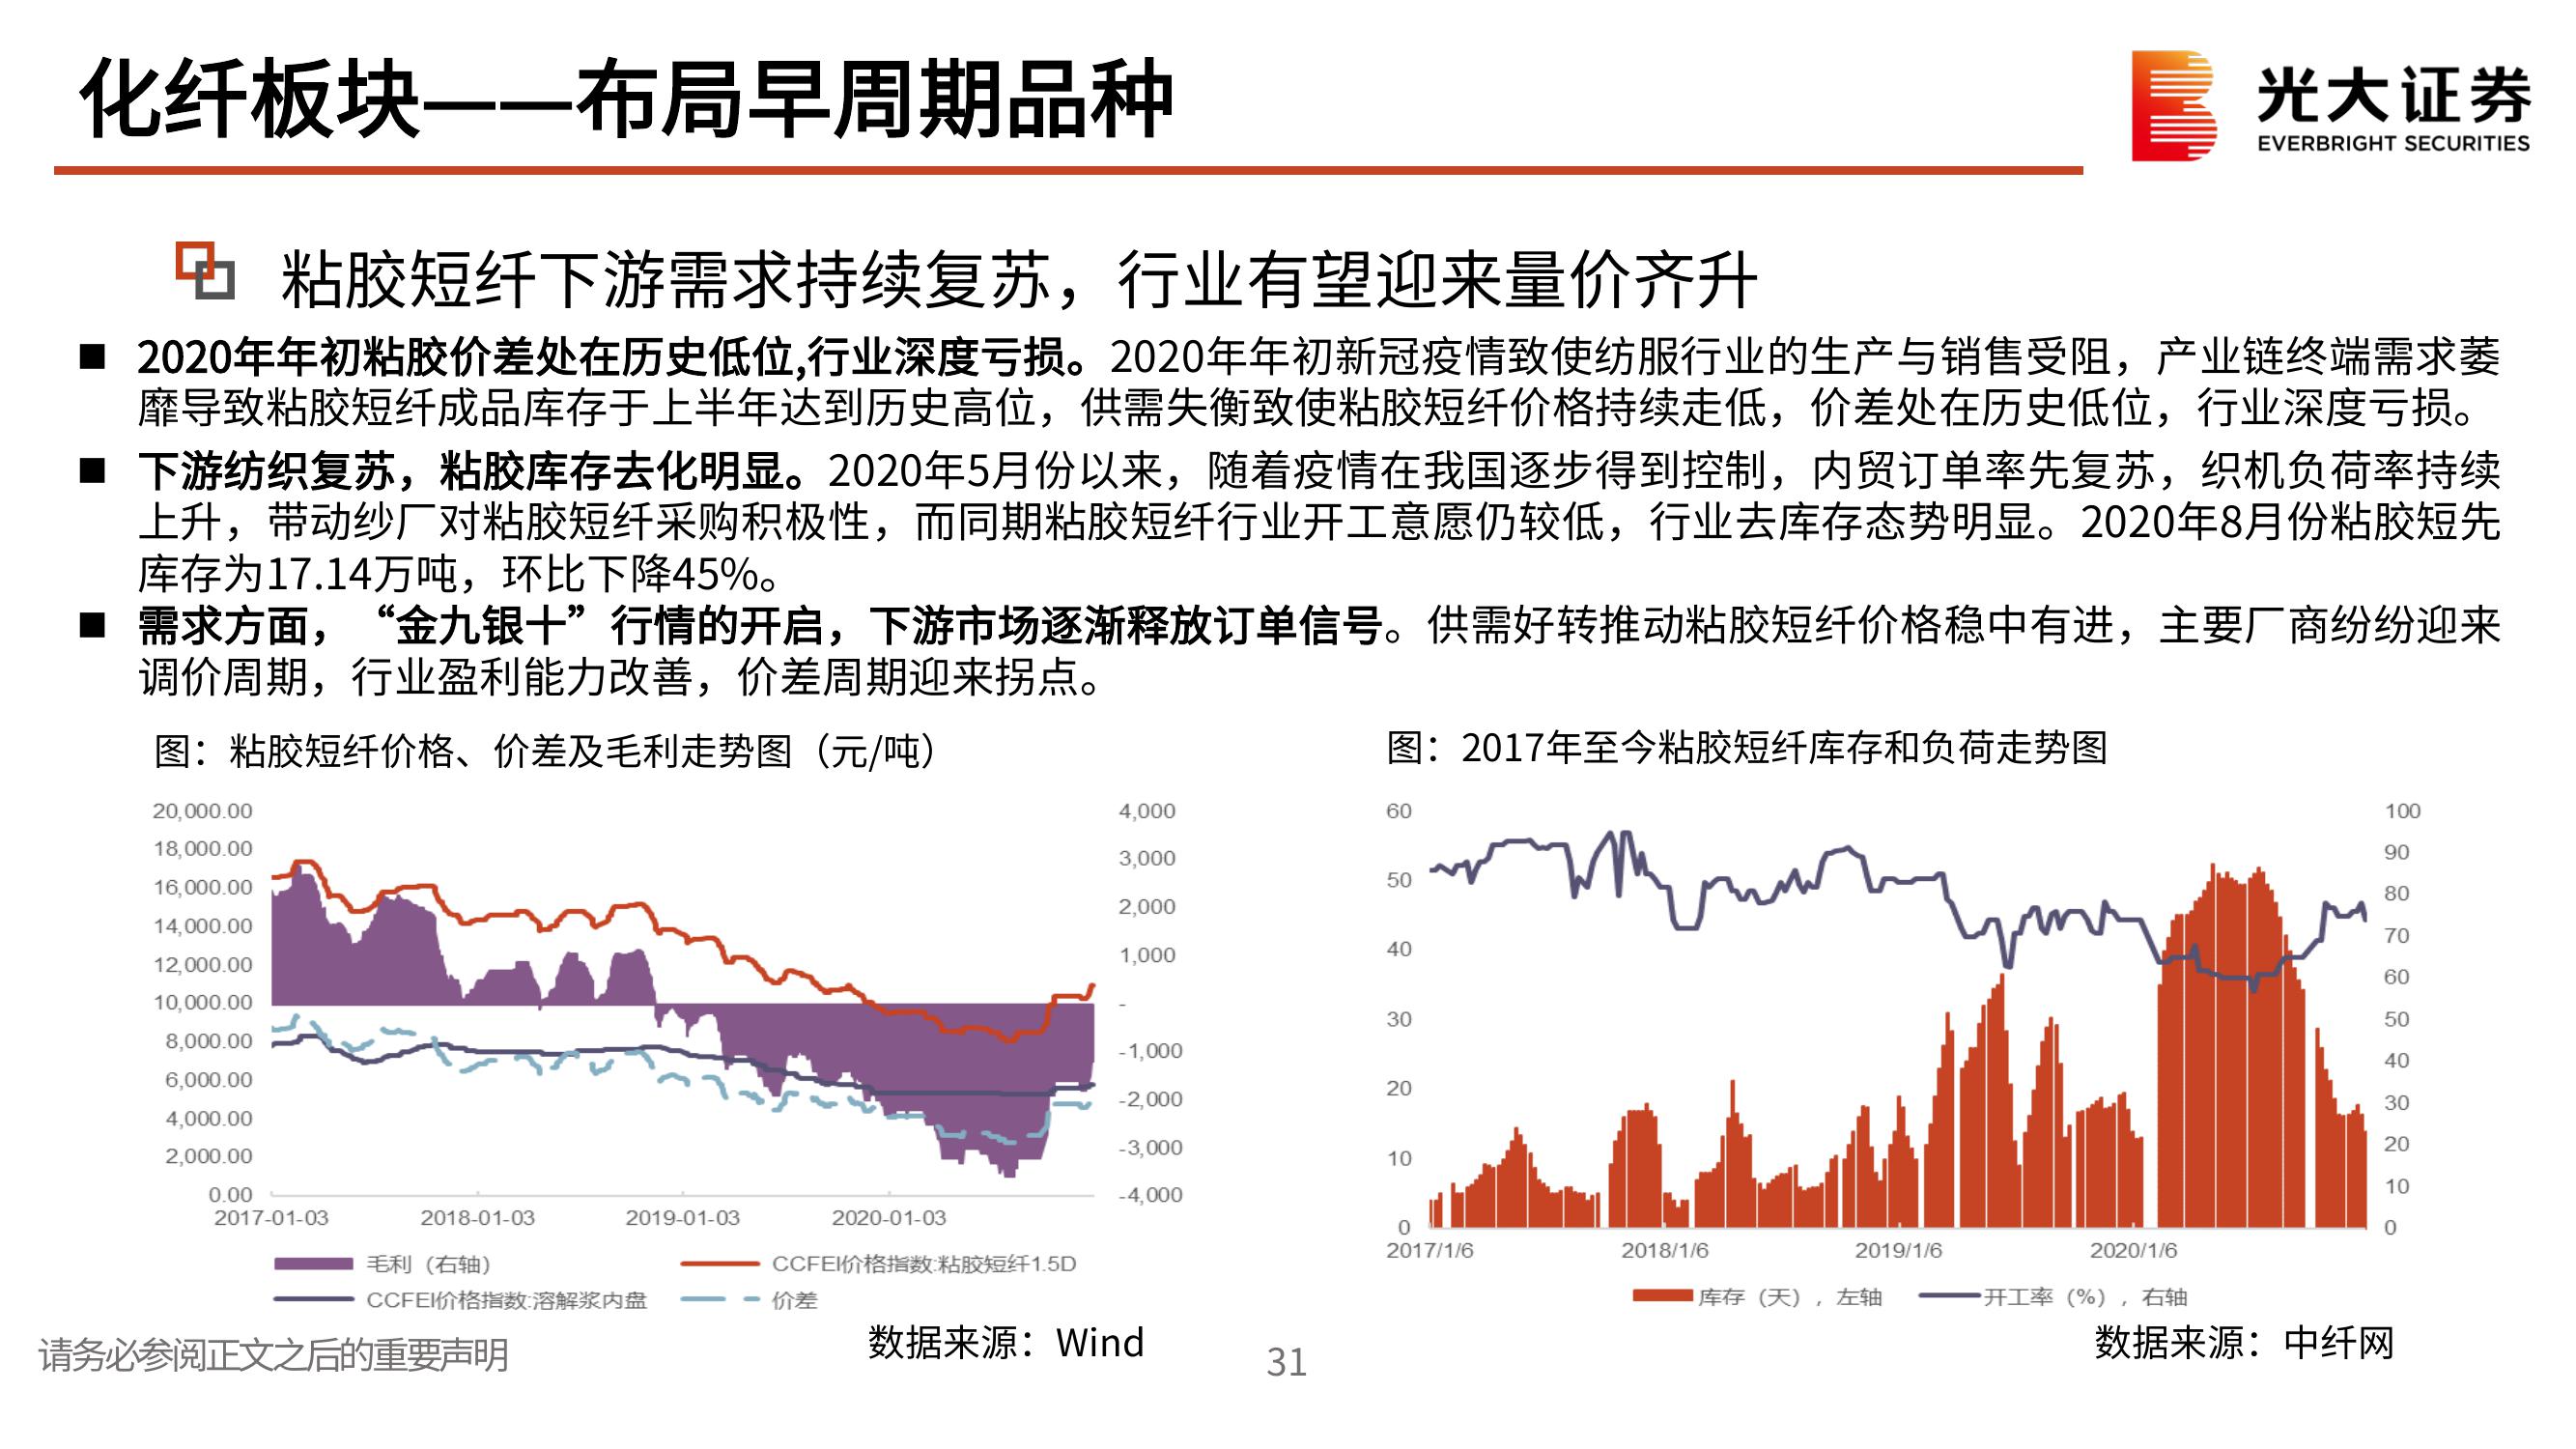 化纤板块——布局早周期品种
光大证券
EVERBRIGHT SECURITIES
粘胶短纤下游需求持续复苏，行业有望迎来量价齐升
■ 2020年年初粘胶价差处在历史低位,行业深度亏损。2020年年初新冠疫情致使纺服行业的生产与销售受阻，产业链终端需求萎
靡导致粘胶短纤成品库存于上半年达到历史高位，供需失衡致使粘胶短纤价格持续走低，价差处在历史低位，行业深度亏损。
■ 下游纺织复苏，粘胶库存去化明显。2020年5月份以来，随着疫情在我国逐步得到控制，内贸订单率先复苏，织机负荷率持续
上升，带动纱厂对粘胶短纤采购积极性，而同期粘胶短纤行业开工意愿仍较低，行业去库存态势明显。2020年8月份粘胶短先
库存为17.14万吨，环比下降45%。
■ 需求方面，“金九银十”行情的开启，下游市场逐渐释放订单信号。供需好转推动粘胶短纤价格稳中有进，主要厂商纷纷迎来
调价周期，行业盈利能力改善，价差周期迎来拐点。
图：粘胶短纤价格、价差及毛利走势图（元/吨）
20,000.00
18,000.00
16,000.00
14,000.00
12,000.00
10,000.00
8,000.00
6,000.00
4,000.00
2,000.00
0.00
4,000
3,000
2,000
1,000
-
-1,000
-2,000
-3,000
-4,000
2017-01-03 2018-01-03 2019-01-03 2020-01-03
毛利（右轴） CCFEI价格指数:粘胶短纤1.5D
CCFEI价格指数:溶解浆内盘 价差
数据来源：Wind
图：2017年至今粘胶短纤库存和负荷走势图
60
50
40
30
20
10
0
100
90
80
70
60
50
40
30
20
10
0
2017/1/6 2018/1/6 2019/1/6 2020/1/6
库存（天），左轴 开工率（%），右轴
数据来源：中纤网
请务必参阅正文之后的重要声明
31